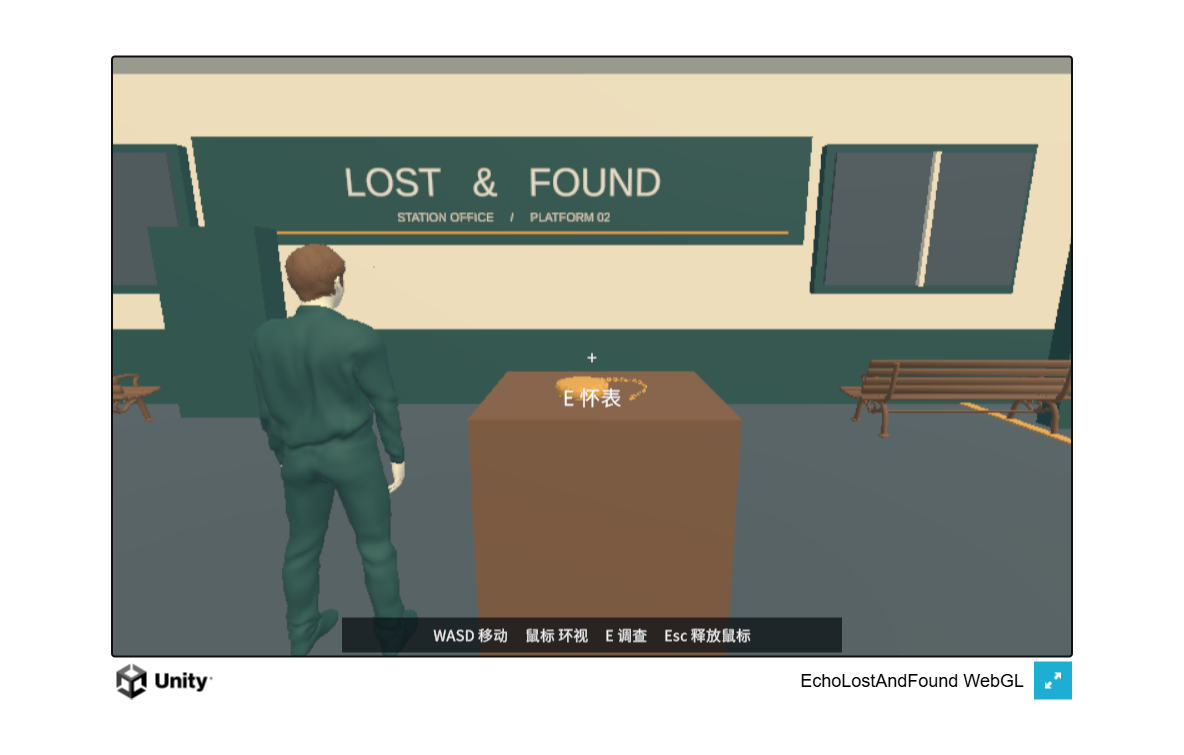 LOST & FOUND
STATION OFFICE / PLATFORM 02
E 怀表
WASD 移动 鼠标 环视 E 调查 Esc 释放鼠标
Unity
EchoLostAndFound WebGL